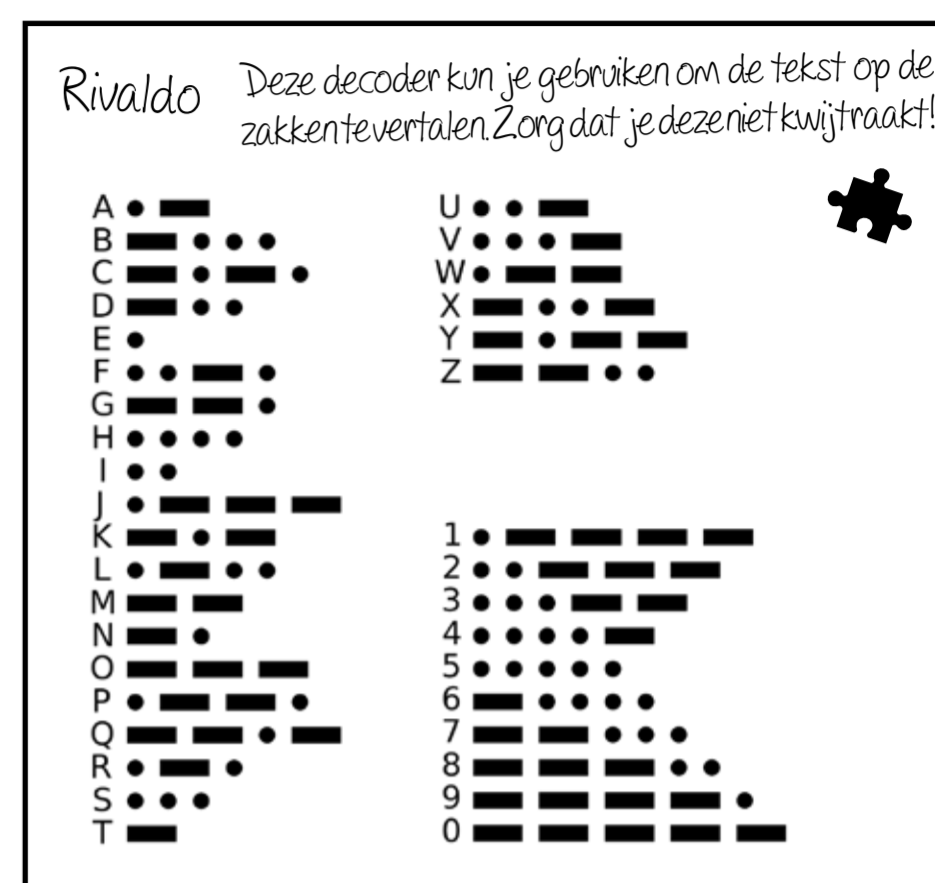 Rivaldo
Deze decoder kun je gebruiken om de tekst op de
zakken te vertalen. Zorg dat je deze niet kwijtraakt!
A • −
B − • • •
C − • − •
D − • •
E •
F • • − •
G − − •
H • • • •
I • •
J • − − −
K − • −
L • − • •
M − −
N − •
O − − −
P • − − •
Q − − • −
R • − •
S • • •
T −
U • • −
V • • • −
W • − −
X − • • −
Y − • − −
Z − − • •
1 • − − − −
2 • • − − −
3 • • • − −
4 • • • • −
5 • • • • •
6 − • • • •
7 − − • • •
8 − − − • •
9 − − − − •
0 − − − − −